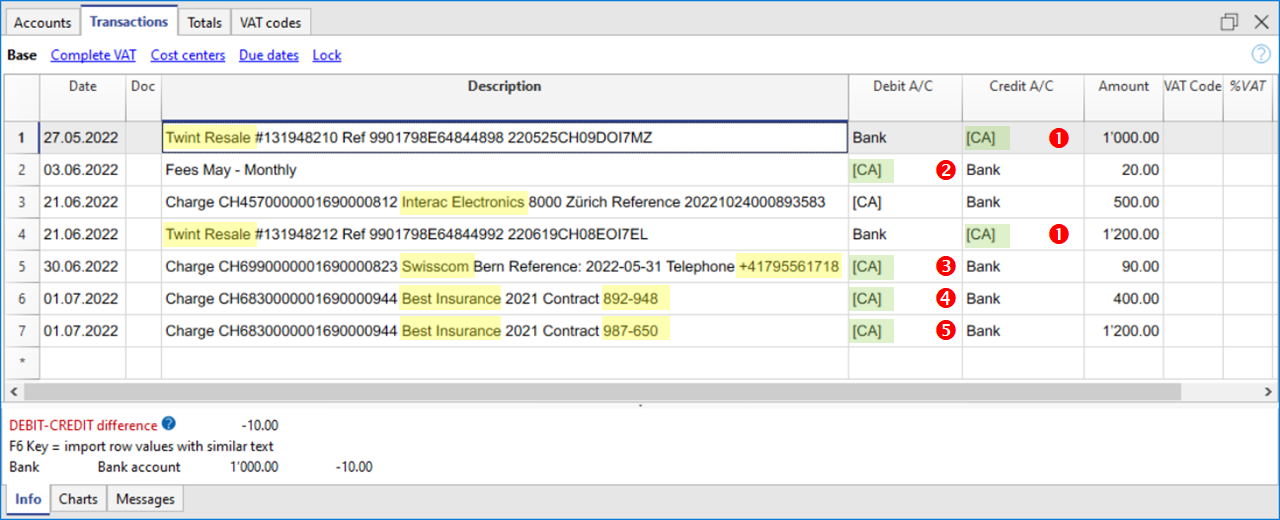 Accounts Transactions Totals VAT codes
Base Complete VAT Cost centers Due dates Lock ?
Date Doc Description Debit A/C Credit A/C Amount VAT Code %VAT
1 27.05.2022 Twint Resale #131948210 Ref 9901798E64844898 220525CH09DOI7MZ Bank [CA] 1 1'000.00
2 03.06.2022 Fees May - Monthly [CA] 2 Bank 20.00
3 21.06.2022 Charge CH4570000001690000812 Interac Electronics 8000 Zürich Reference 20221024000893583 [CA] Bank 500.00
4 21.06.2022 Twint Resale #131948212 Ref 9901798E64844992 220619CH08EOI7EL Bank [CA] 1 1'200.00
5 30.06.2022 Charge CH6990000001690000823 Swisscom Bern Reference: 2022-05-31 Telephone +41795561718 [CA] 3 Bank 90.00
6 01.07.2022 Charge CH6830000001690000944 Best Insurance 2021 Contract 892-948 [CA] 4 Bank 400.00
7 01.07.2022 Charge CH6830000001690000944 Best Insurance 2021 Contract 987-650 [CA] 5 Bank 1'200.00
*
DEBIT-CREDIT difference ? -10.00
F6 Key = import row values with similar text
Bank Bank account 1'000.00 -10.00
Info Charts Messages